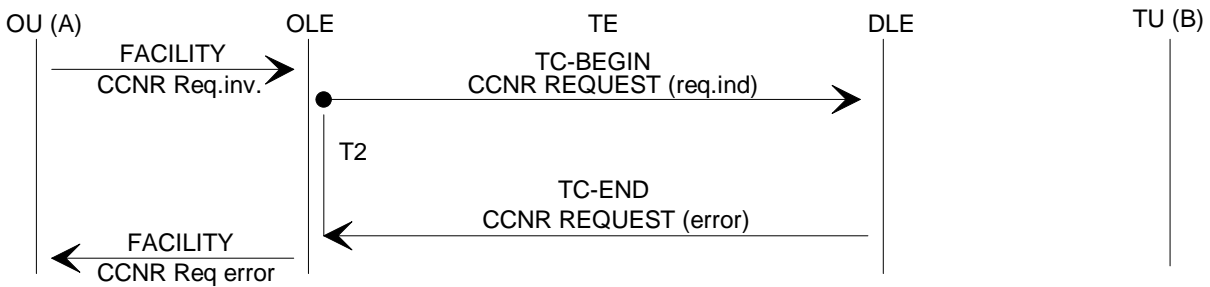 OU (A) OLE TE DLE TU (B)
FACILITY
CCNR Req.inv.
TC-BEGIN
CCNR REQUEST (req.ind)
T2
TC-END
CCNR REQUEST (error)
FACILITY
CCNR Req error